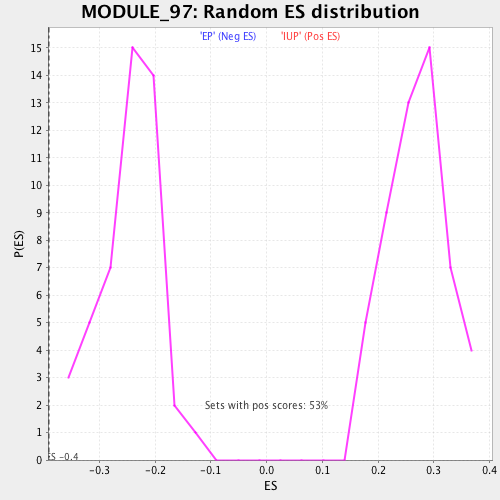 MODULE_97: Random ES distribution
'EP' (Neg ES) 'IUP' (Pos ES)
15
14
13
12
11
10
9
8
7
6
5
4
3
2
1
0
P(ES)
Sets with pos scores: 53%
ES -0.4
-0.3 -0.2 -0.1 0.0 0.1 0.2 0.3 0.4
ES